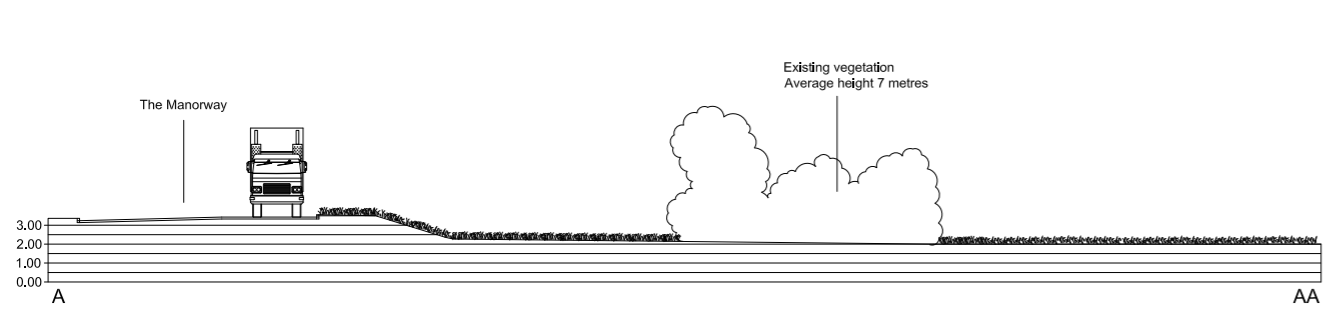 Existing vegetation
Average height 7 metres
The Manorway
3.00
2.00
1.00
0.00
A
AA